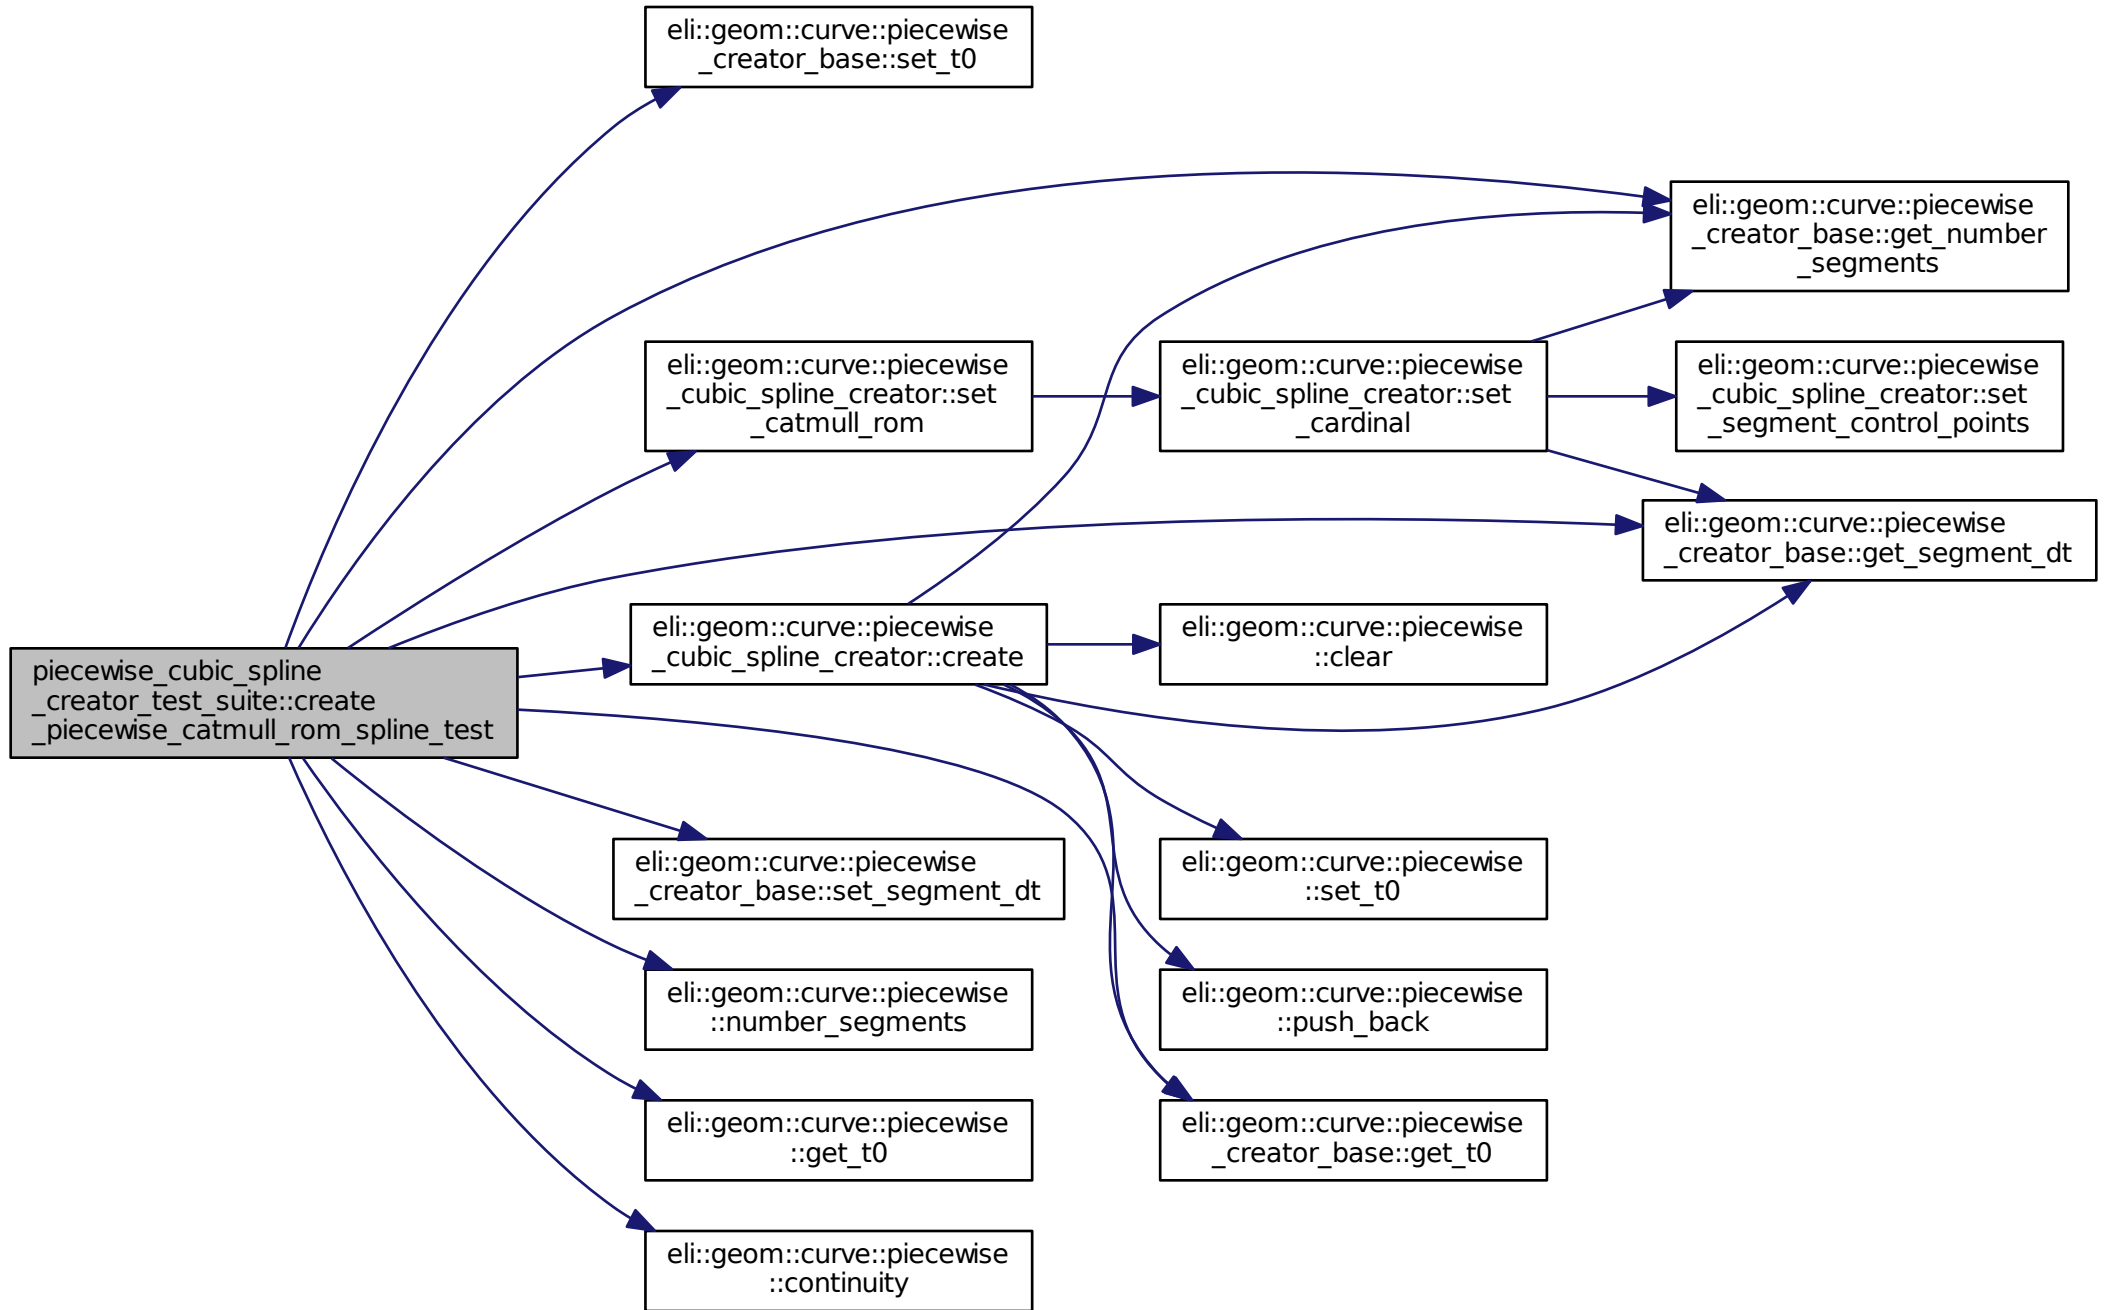 eli::geom::curve::piecewise
_creator_base::set_t0
eli::geom::curve::piecewise
_creator_base::get_number
_segments
eli::geom::curve::piecewise
_cubic_spline_creator::set
_catmull_rom
eli::geom::curve::piecewise
_cubic_spline_creator::set
_cardinal
eli::geom::curve::piecewise
_cubic_spline_creator::set
_segment_control_points
eli::geom::curve::piecewise
_creator_base::get_segment_dt
piecewise_cubic_spline
_creator_test_suite::create
_piecewise_catmull_rom_spline_test
eli::geom::curve::piecewise
_cubic_spline_creator::create
eli::geom::curve::piecewise
::clear
eli::geom::curve::piecewise
_creator_base::set_segment_dt
eli::geom::curve::piecewise
::set_t0
eli::geom::curve::piecewise
::number_segments
eli::geom::curve::piecewise
::push_back
eli::geom::curve::piecewise
::get_t0
eli::geom::curve::piecewise
_creator_base::get_t0
eli::geom::curve::piecewise
::continuity